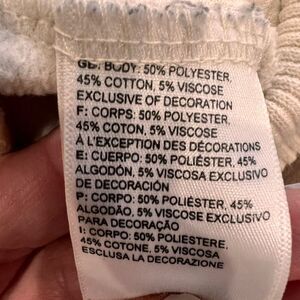 GB: BODY: 50% POLYESTER,
45% COTTON, 5% VISCOSE
EXCLUSIVE OF DECORATION
F: CORPS: 50% POLYESTER,
45% COTON, 5% VISCOSE
À L'EXCEPTION DES DÉCORATIONS
E: CUERPO: 50% POLIÉSTER, 45%
ALGODÓN, 5% VISCOSA EXCLUSIVO
DE DECORACIÓN
P: CORPO: 50% POLIÉSTER, 45%
ALGODÃO, 5% VISCOSE EXCLUSIVO
PARA DECORAÇÃO
I: CORPO: 50% POLIESTERE,
45% COTONE, 5% VISCOSA
ESCLUSA LA DECORAZIONE